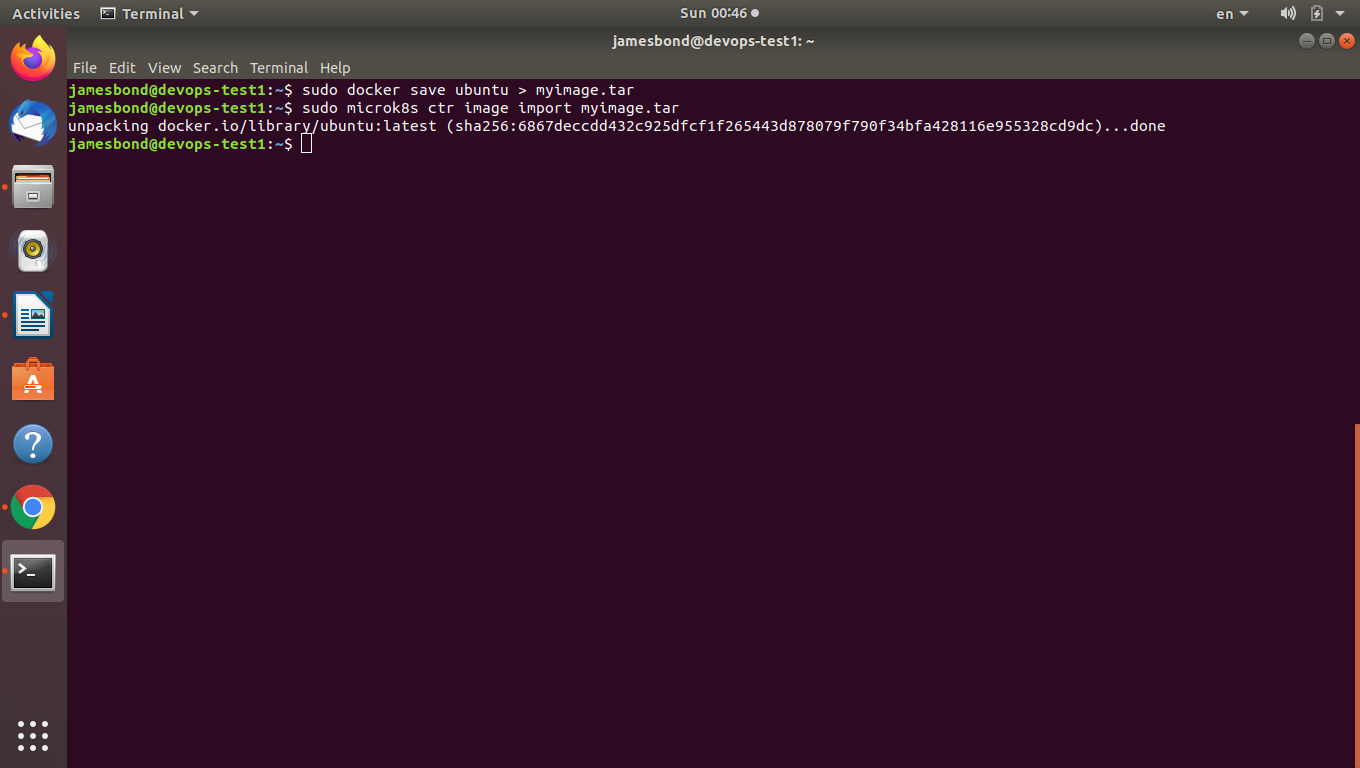 Activities Terminal Sun 00:46 en
jamesbond@devops-test1: ~
File Edit View Search Terminal Help
jamesbond@devops-test1:~$ sudo docker save ubuntu > myimage.tar
jamesbond@devops-test1:~$ sudo microk8s ctr image import myimage.tar
unpacking docker.io/library/ubuntu:latest (sha256:6867deccdd432c925dfcf1f265443d878079f790f34bfa428116e955328cd9dc)...done
jamesbond@devops-test1:~$